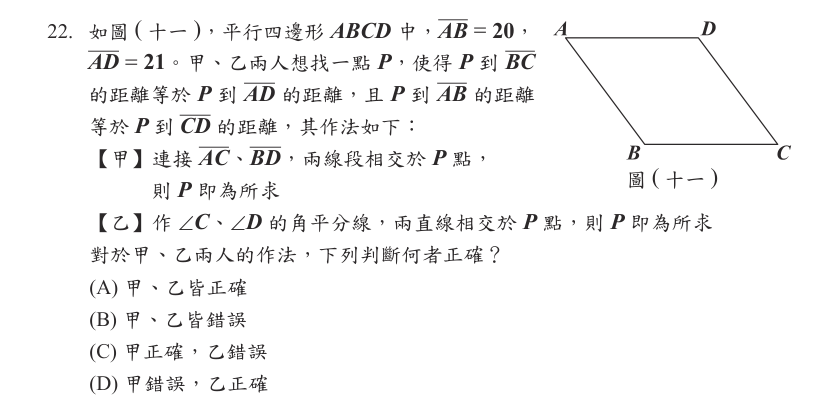 22. 如圖(十一)，平行四邊形 ABCD 中，AB = 20，
AD = 21。甲、乙兩人想找一點 P，使得 P 到 BC
的距離等於 P 到 AD 的距離，且 P 到 AB 的距離
等於 P 到 CD 的距離，其作法如下：
【甲】連接 AC、BD，兩線段相交於 P 點，
則 P 即為所求
【乙】作 ∠C、∠D 的角平分線，兩直線相交於 P 點，則 P 即為所求
對於甲、乙兩人的作法，下列判斷何者正確？
(A) 甲、乙皆正確
(B) 甲、乙皆錯誤
(C) 甲正確，乙錯誤
(D) 甲錯誤，乙正確
A
D
B
C
圖(十一)